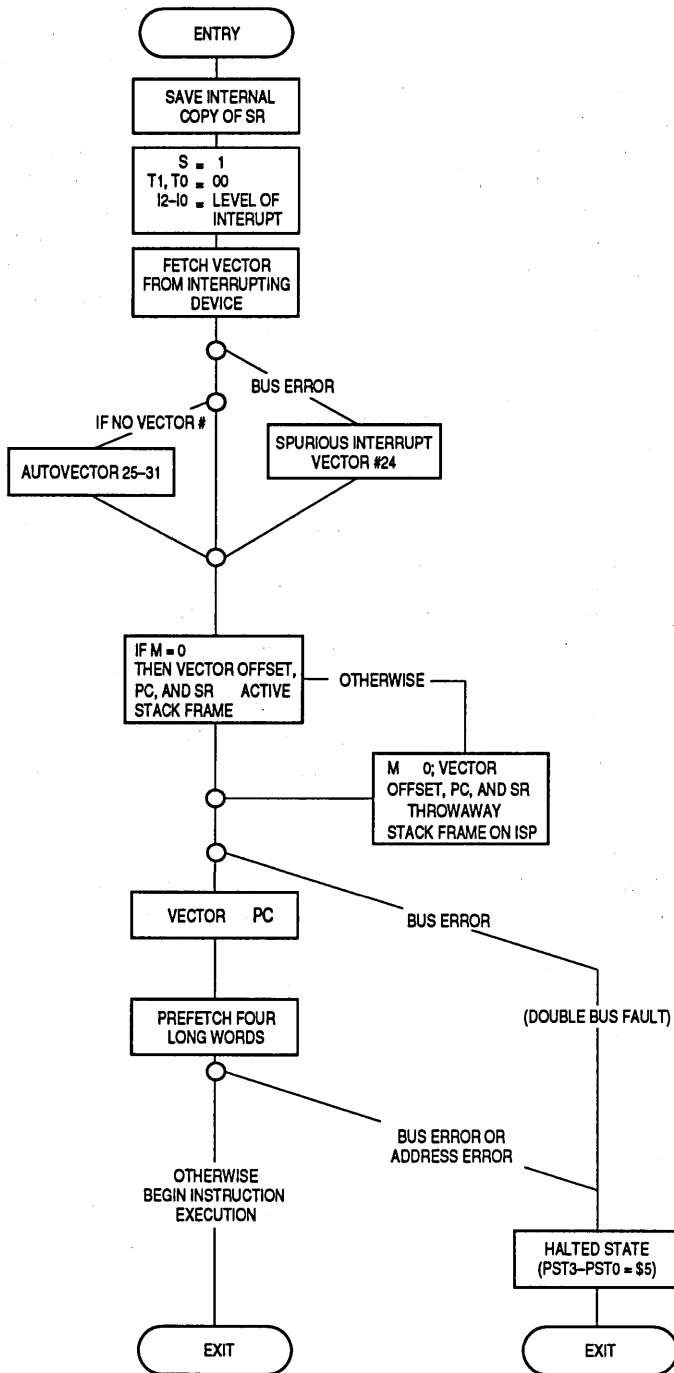 ENTRY
SAVE INTERNAL
COPY OF SR
S = 1
T1, T0 = 00
I2–I0 = LEVEL OF
INTERUPT
FETCH VECTOR
FROM INTERRUPTING
DEVICE
BUS ERROR
IF NO VECTOR #
SPURIOUS INTERRUPT
VECTOR #24
AUTOVECTOR 25–31
IF M = 0
THEN VECTOR OFFSET,
PC, AND SR ACTIVE
STACK FRAME
OTHERWISE
M 0; VECTOR
OFFSET, PC, AND SR
THROWAWAY
STACK FRAME ON ISP
VECTOR PC
BUS ERROR
PREFETCH FOUR
LONG WORDS
(DOUBLE BUS FAULT)
BUS ERROR OR
ADDRESS ERROR
OTHERWISE
BEGIN INSTRUCTION
EXECUTION
HALTED STATE
(PST3–PST0 = $5)
EXIT
EXIT